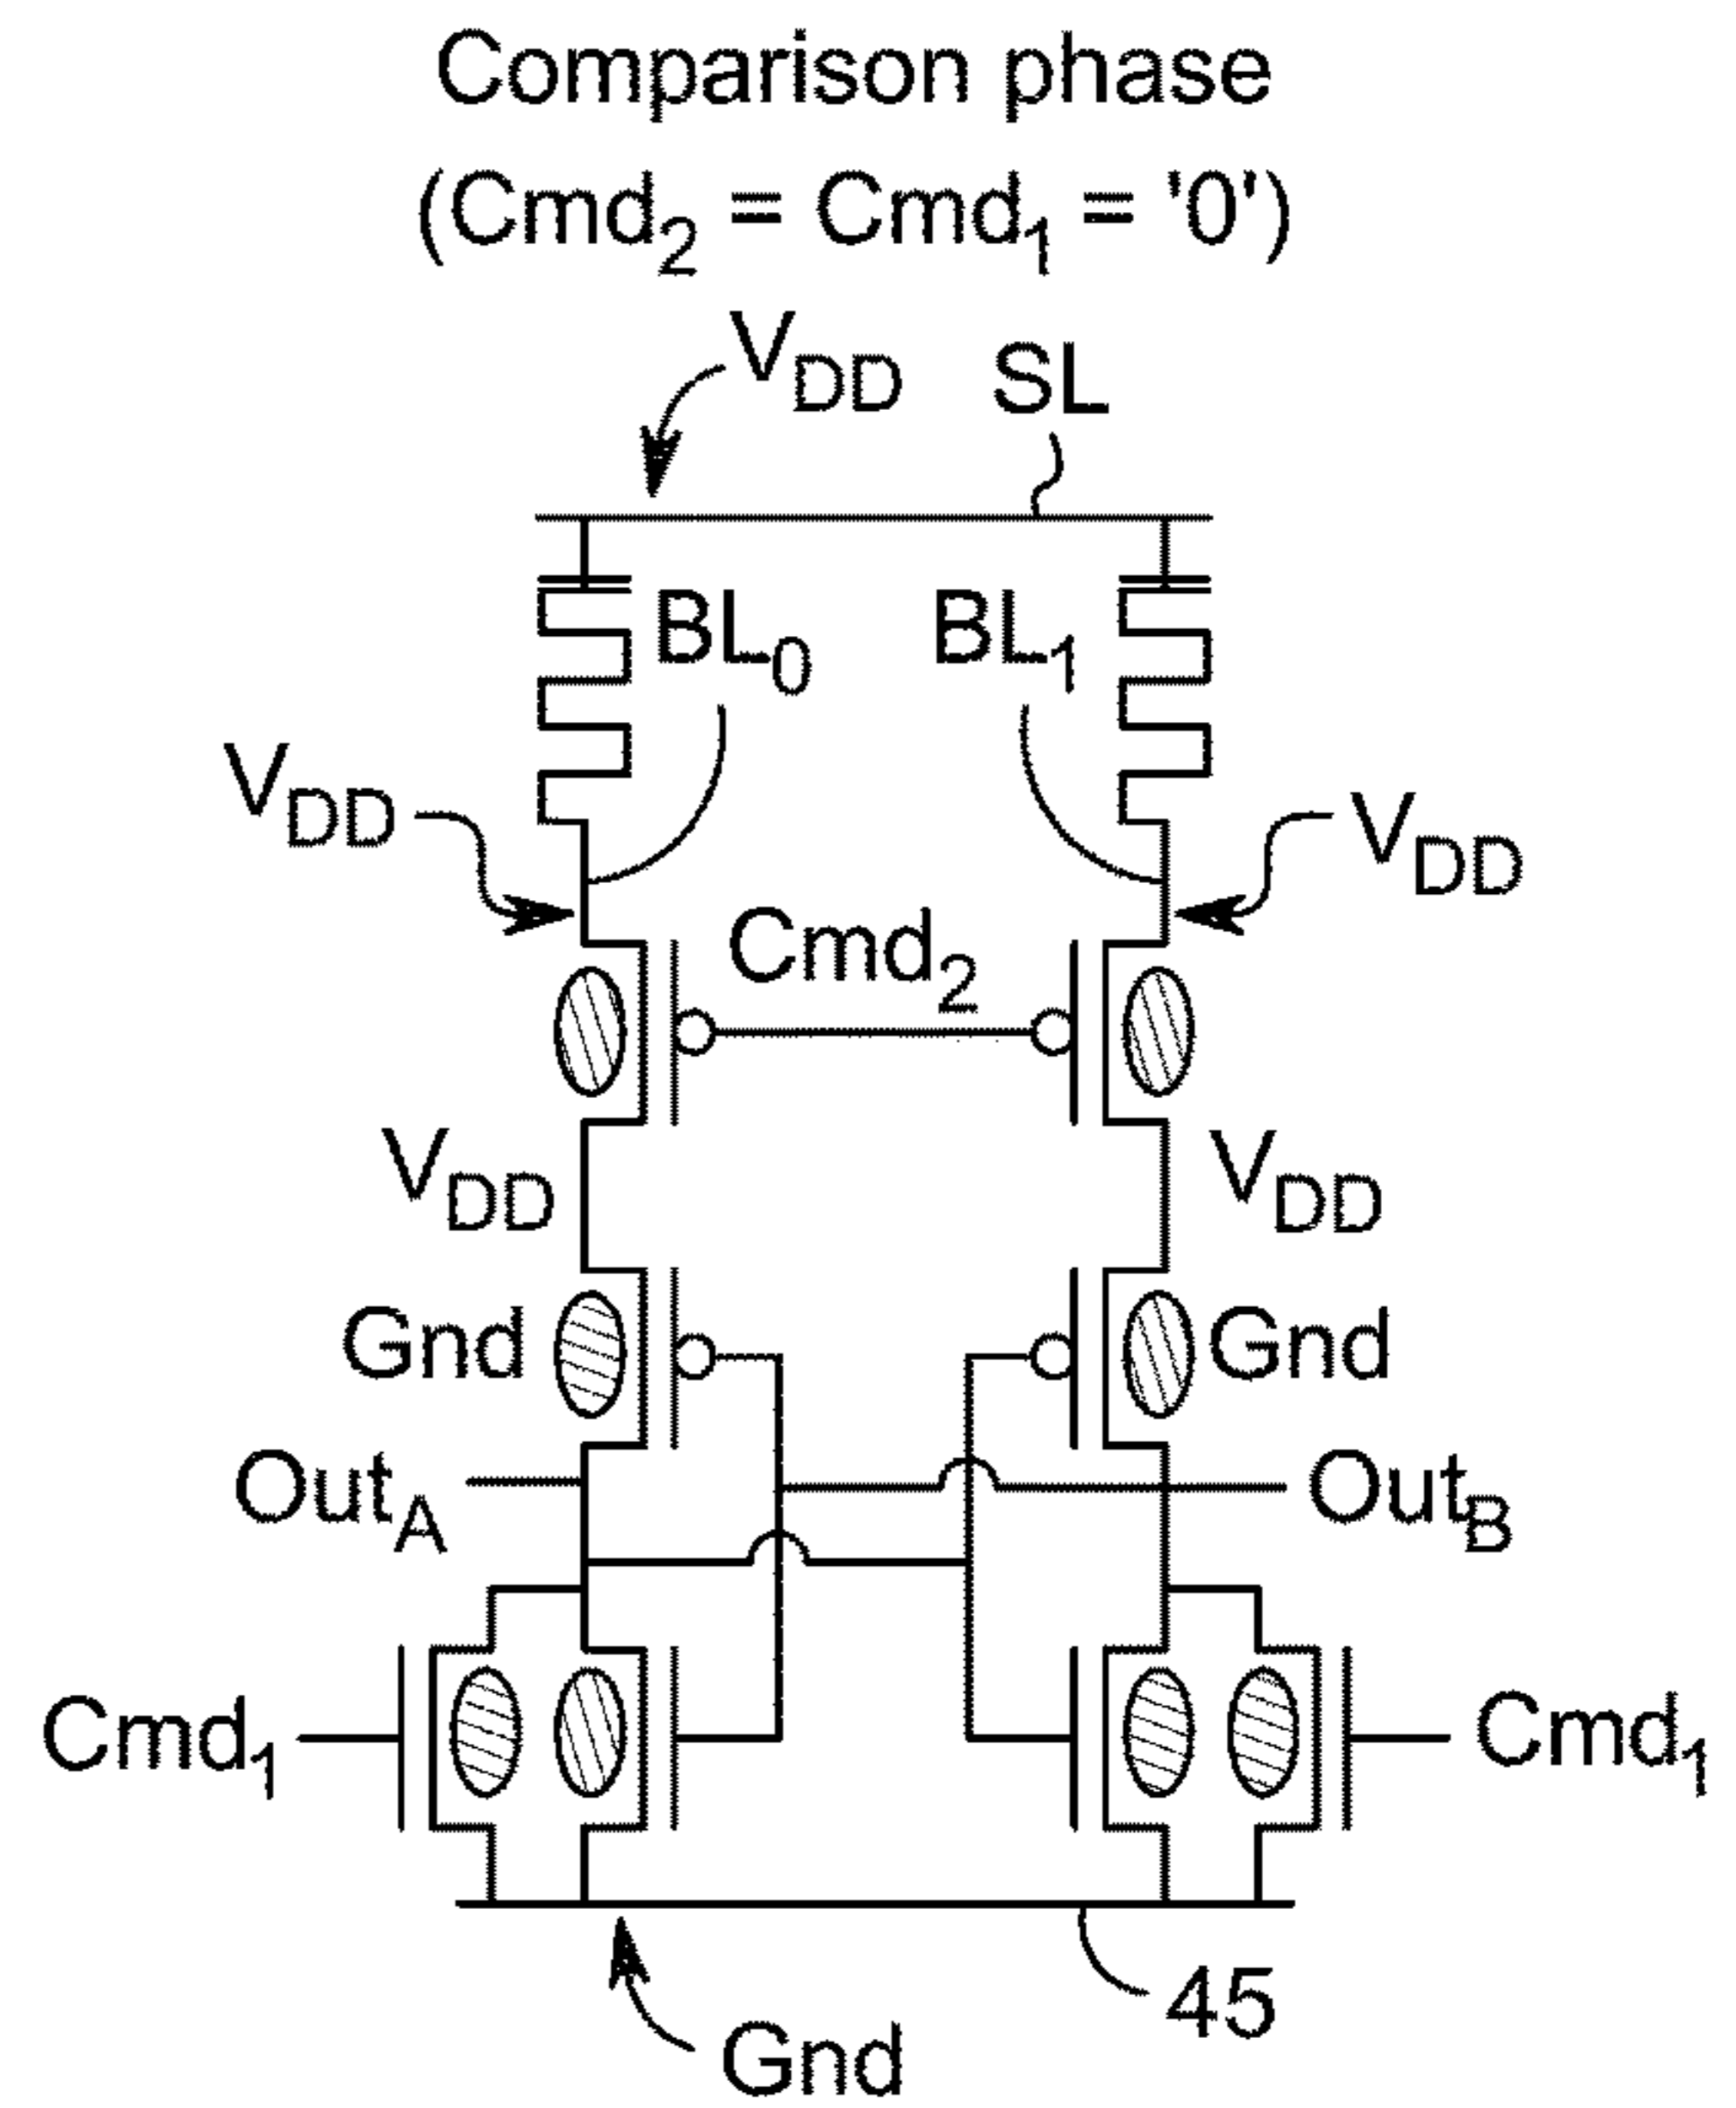 Comparison phase
(Cmd2 = Cmd1 = '0')
VDD
SL
BL0
BL1
VDD
VDD
Cmd2
VDD
VDD
Gnd
Gnd
OutA
OutB
Cmd1
Cmd1
45
Gnd